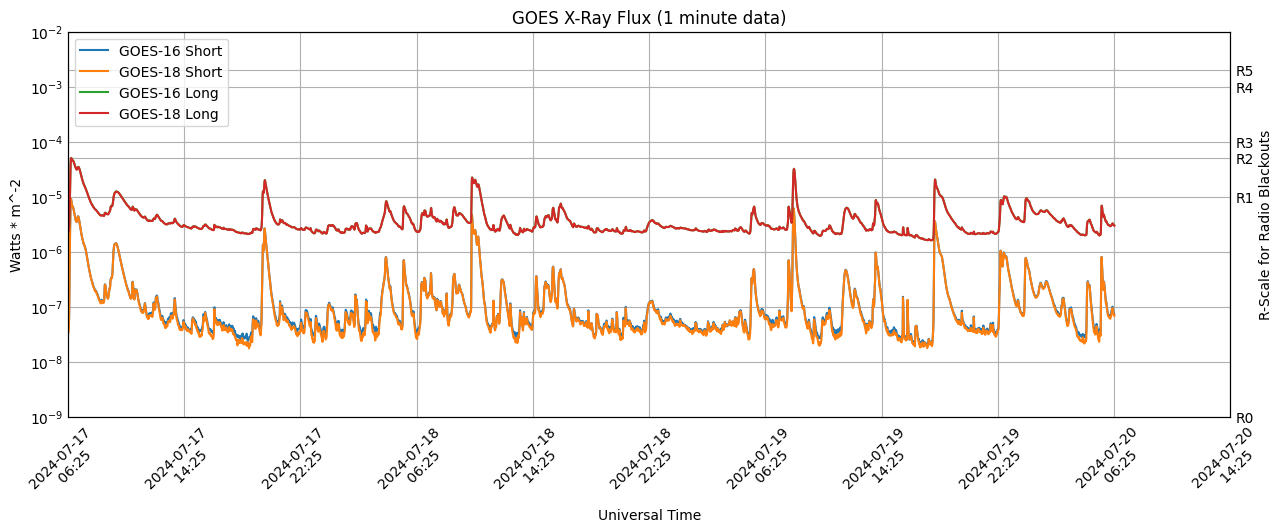 GOES X-Ray Flux (1 minute data)
GOES-16 Short
GOES-18 Short
GOES-16 Long
GOES-18 Long
Watts * m^-2
10⁻²
10⁻³
10⁻⁴
10⁻⁵
10⁻⁶
10⁻⁷
10⁻⁸
10⁻⁹
R5
R4
R3
R2
R1
R0
R-Scale for Radio Blackouts
2024-07-17
06:25
2024-07-17
14:25
2024-07-17
22:25
2024-07-18
06:25
2024-07-18
14:25
2024-07-18
22:25
2024-07-19
06:25
2024-07-19
14:25
2024-07-19
22:25
2024-07-20
06:25
2024-07-20
14:25
Universal Time